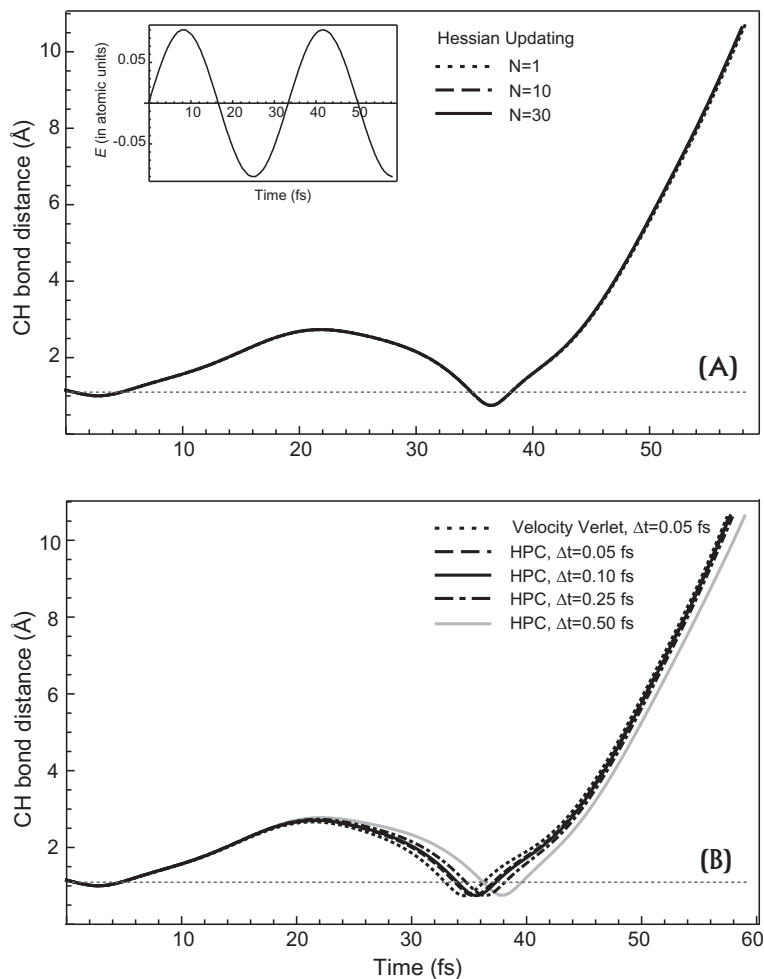 10
8
6
4
2
CH bond distance (Å)
0.05
-0.05
E (in atomic units)
10
20
30
40
50
Time (fs)
Hessian Updating
N=1
N=10
N=30
(A)
10
20
30
40
50
10
8
6
4
2
CH bond distance (Å)
Velocity Verlet, Δt=0.05 fs
HPC, Δt=0.05 fs
HPC, Δt=0.10 fs
HPC, Δt=0.25 fs
HPC, Δt=0.50 fs
(B)
0
10
20
30
40
50
60
Time (fs)